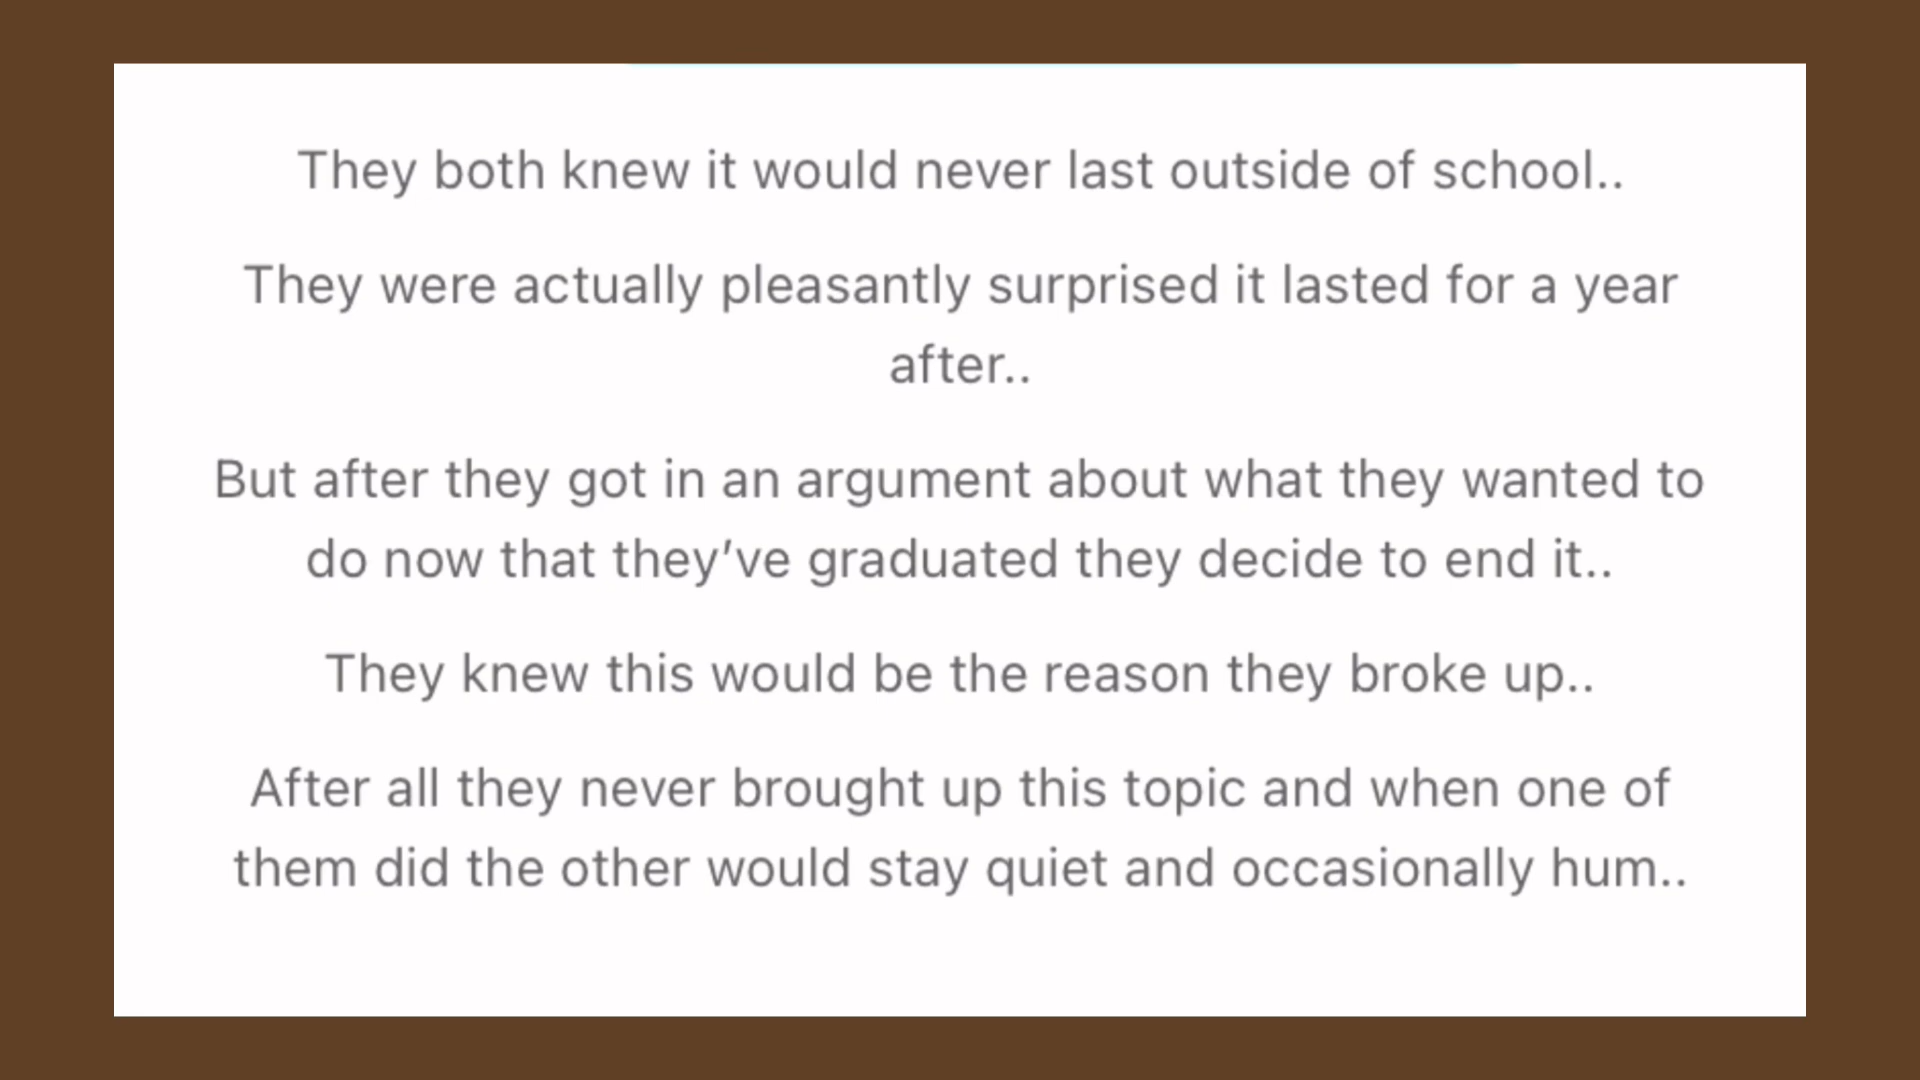 They both knew it would never last outside of school..
They were actually pleasantly surprised it lasted for a year
after..
But after they got in an argument about what they wanted to
do now that they’ve graduated they decide to end it..
They knew this would be the reason they broke up..
After all they never brought up this topic and when one of
them did the other would stay quiet and occasionally hum..